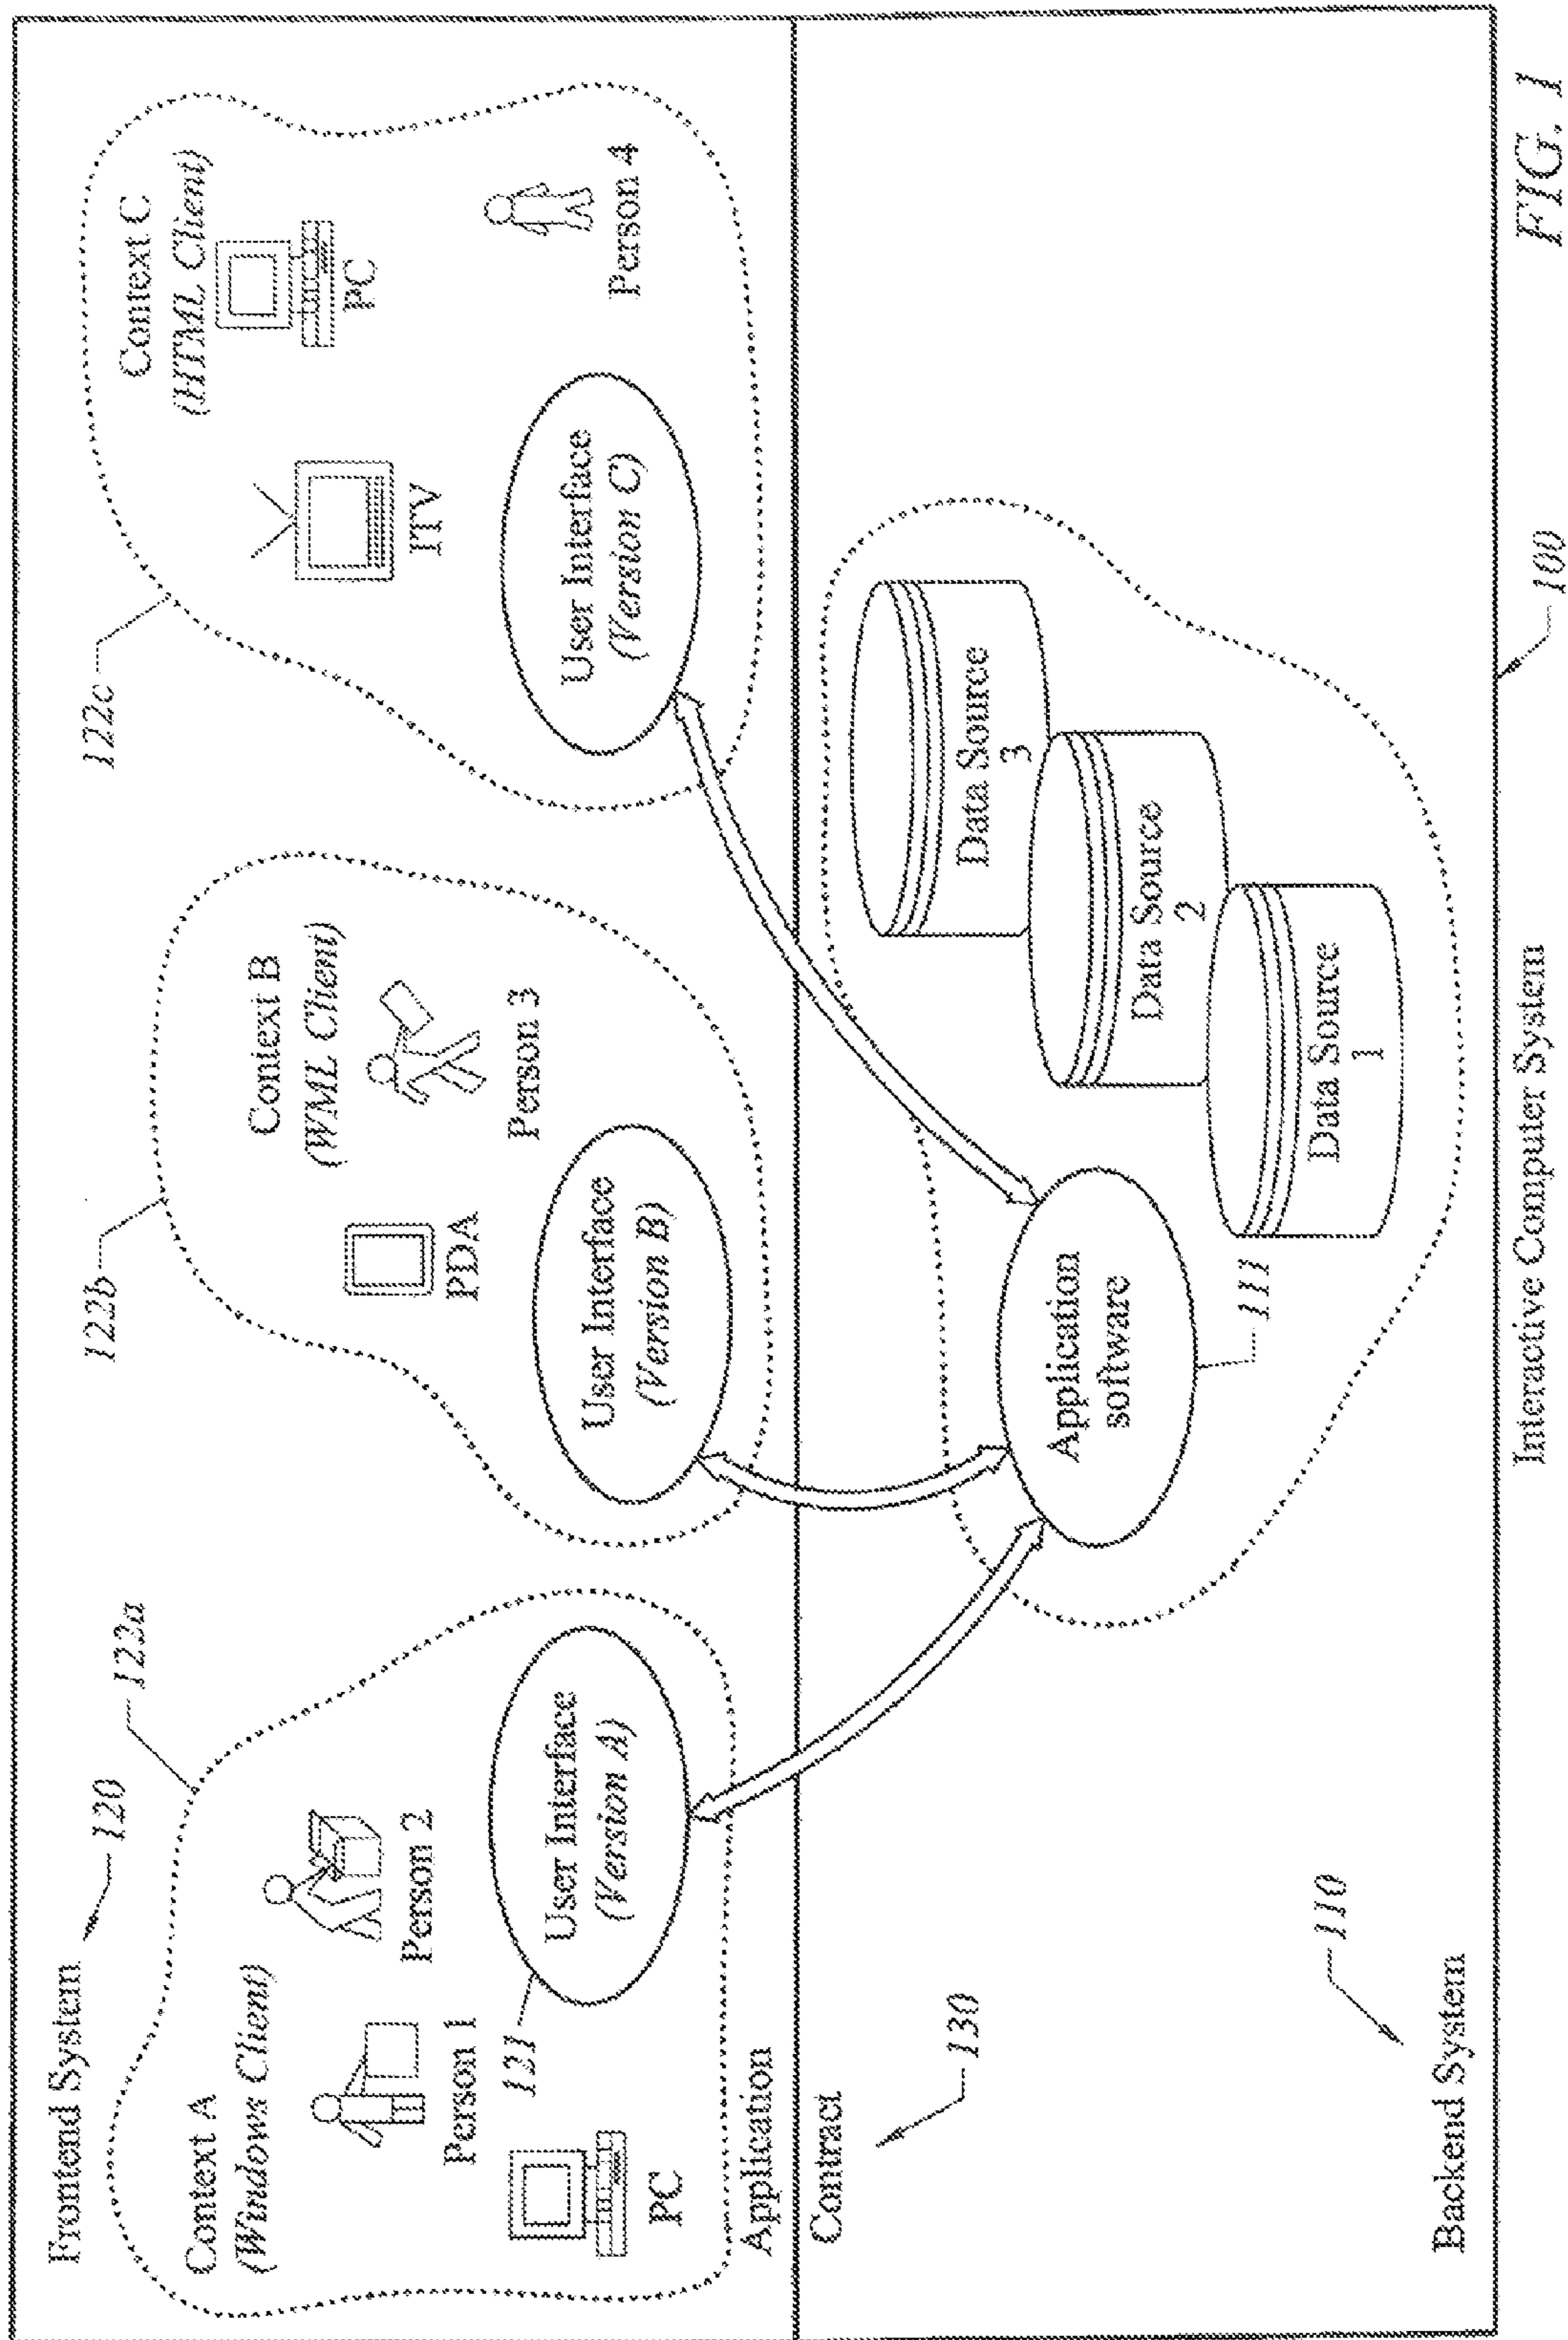 Frontend System
120
Context A
(Windows Client)
122a
Person 1
Person 2
PC
121
User Interface
(Version A)
122b
Context B
(WML Client)
PDA
Person 3
User Interface
(Version B)
122c
Context C
(HTML Client)
ITV
PC
Person 4
User Interface
(Version C)
Application
Contract
130
Application
software
111
Data Source
1
Data Source
2
Data Source
3
110
Backend System
Interactive Computer System
100
FIG. 1